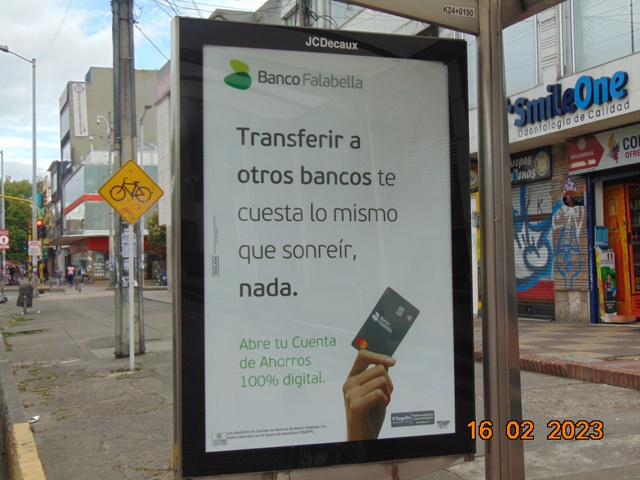 K24+0190
JCDecaux
Banco Falabella
Transferir a
otros bancos te
cuesta lo mismo
que sonreír,
nada.
Abre tu Cuenta
de Ahorros
100% digital.
SmileOne
Odontología de Calidad
16 02 2023